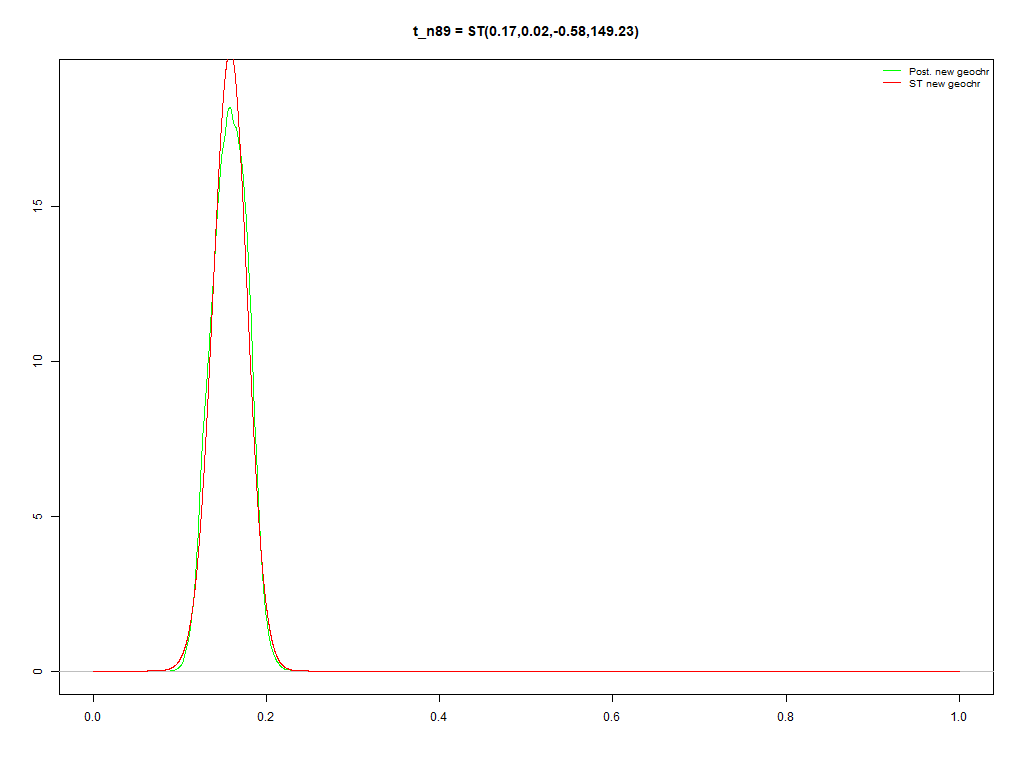 t_n89 = ST(0.17,0.02,-0.58,149.23)
Post. new geochr
ST new geochr
15
10
5
0
0.0 0.2 0.4 0.6 0.8 1.0